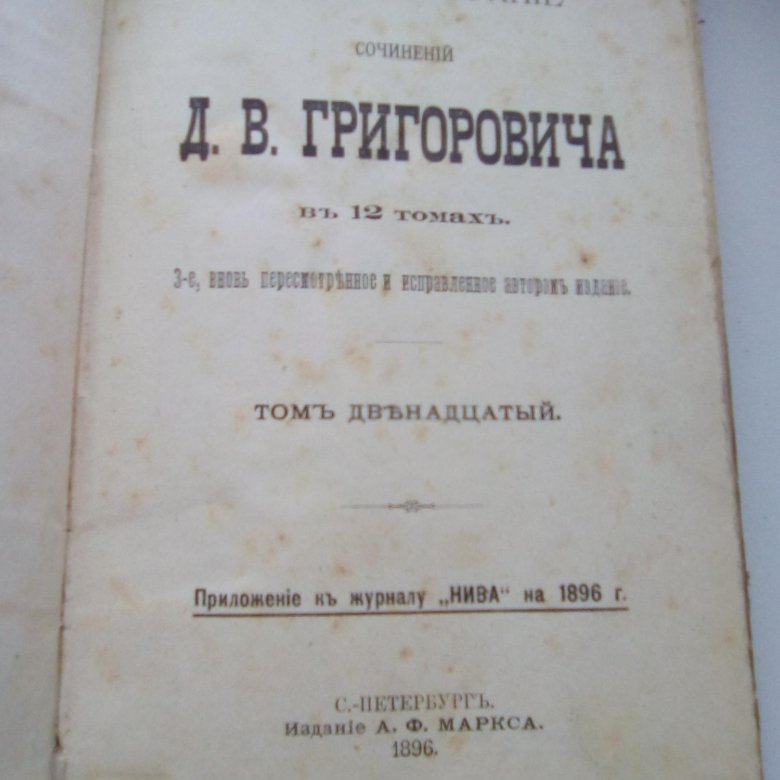 СОЧИНЕНІЙ
Д. В. ГРИГОРОВИЧА
въ 12 томахъ.
3-е, вновь пересмотрѣнное и исправленное авторомъ изданіе.
ТОМЪ ДВѢНАДЦАТЫЙ.
Приложеніе къ журналу „НИВА“ на 1896 г.
С.-ПЕТЕРБУРГЪ.
Изданіе А. Ф. МАРКСА.
1896.